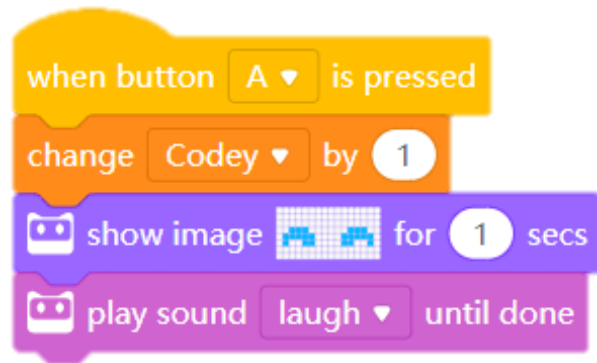 when button A is pressed
change Codey by 1
show image for 1 secs
play sound laugh until done